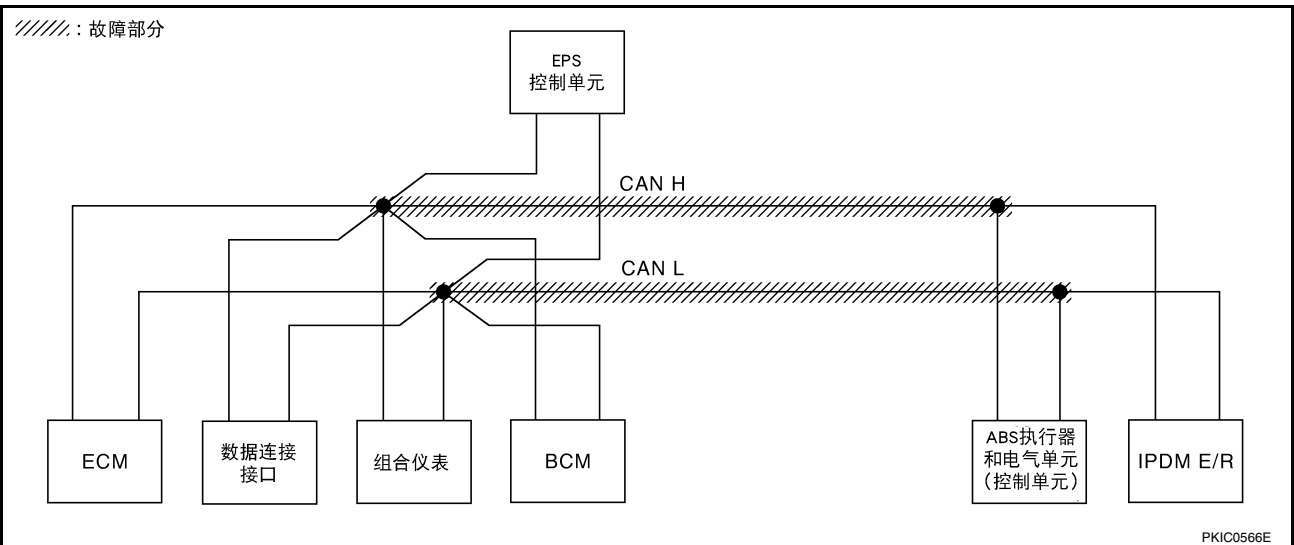 ：故障部分
EPS
控制单元
CAN H
CAN L
ECM
数据连接
接口
组合仪表
BCM
ABS执行器
和电气单元
(控制单元)
IPDM E/R
PKIC0566E